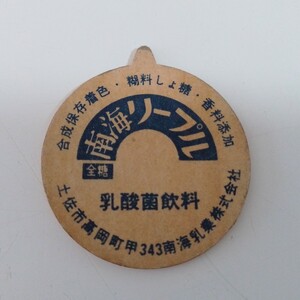 合成保存着色・糊料しょ糖・香料添加
南海リープル
全糖
乳酸菌飲料
土佐市高岡町甲343南海乳業株式会社